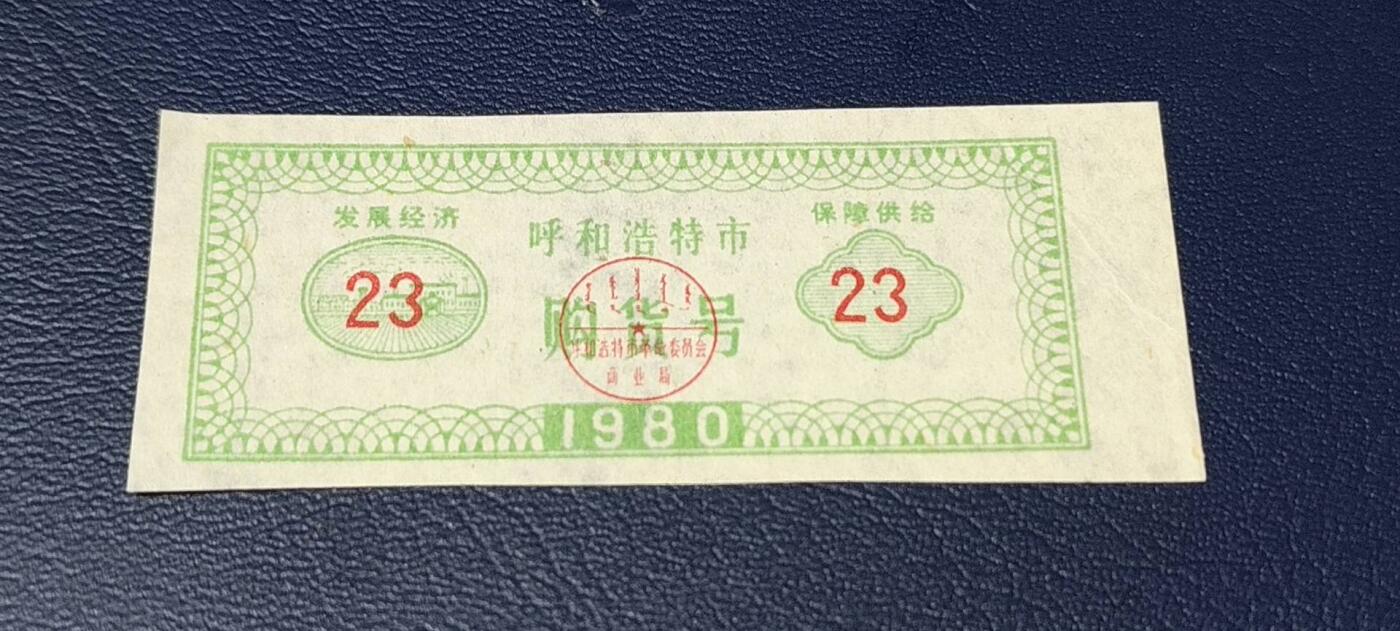 发展经济
保障供给
呼和浩特市
23
购货号
23
呼和浩特市革命委员会
商业局
1980